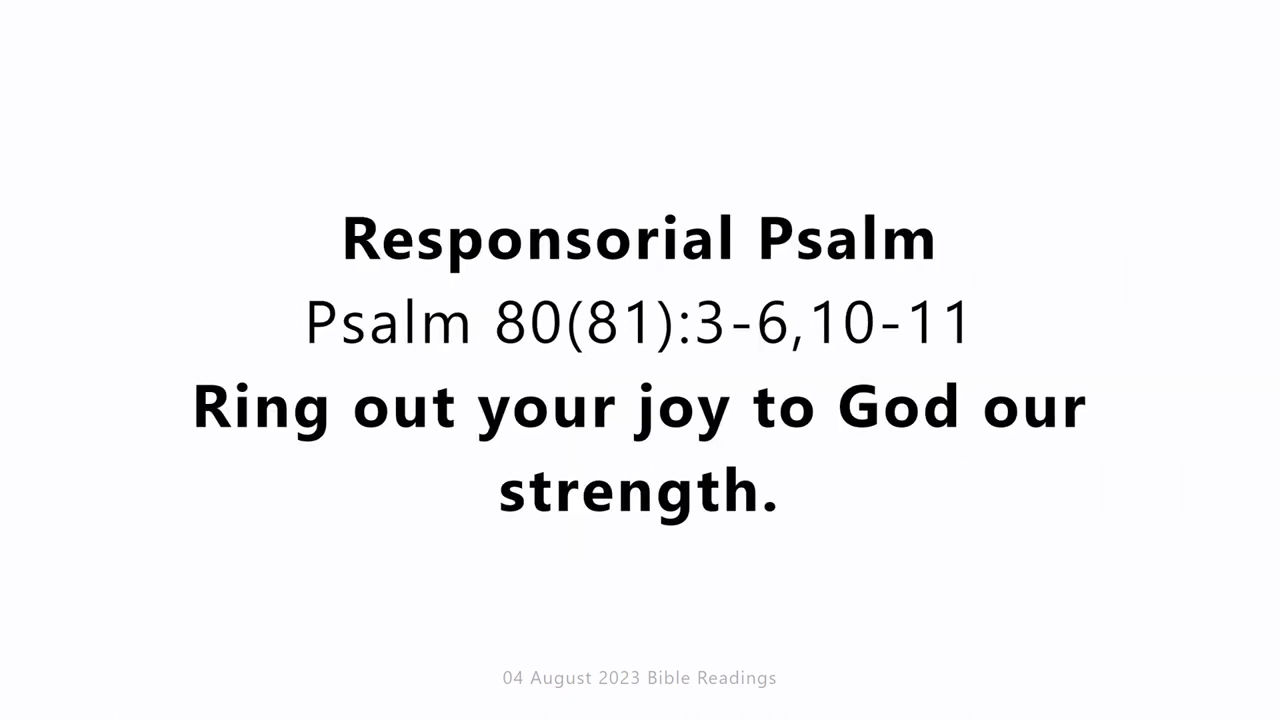 Responsorial Psalm
Psalm 80(81):3-6,10-11
Ring out your joy to God our
strength.
04 August 2023 Bible Readings